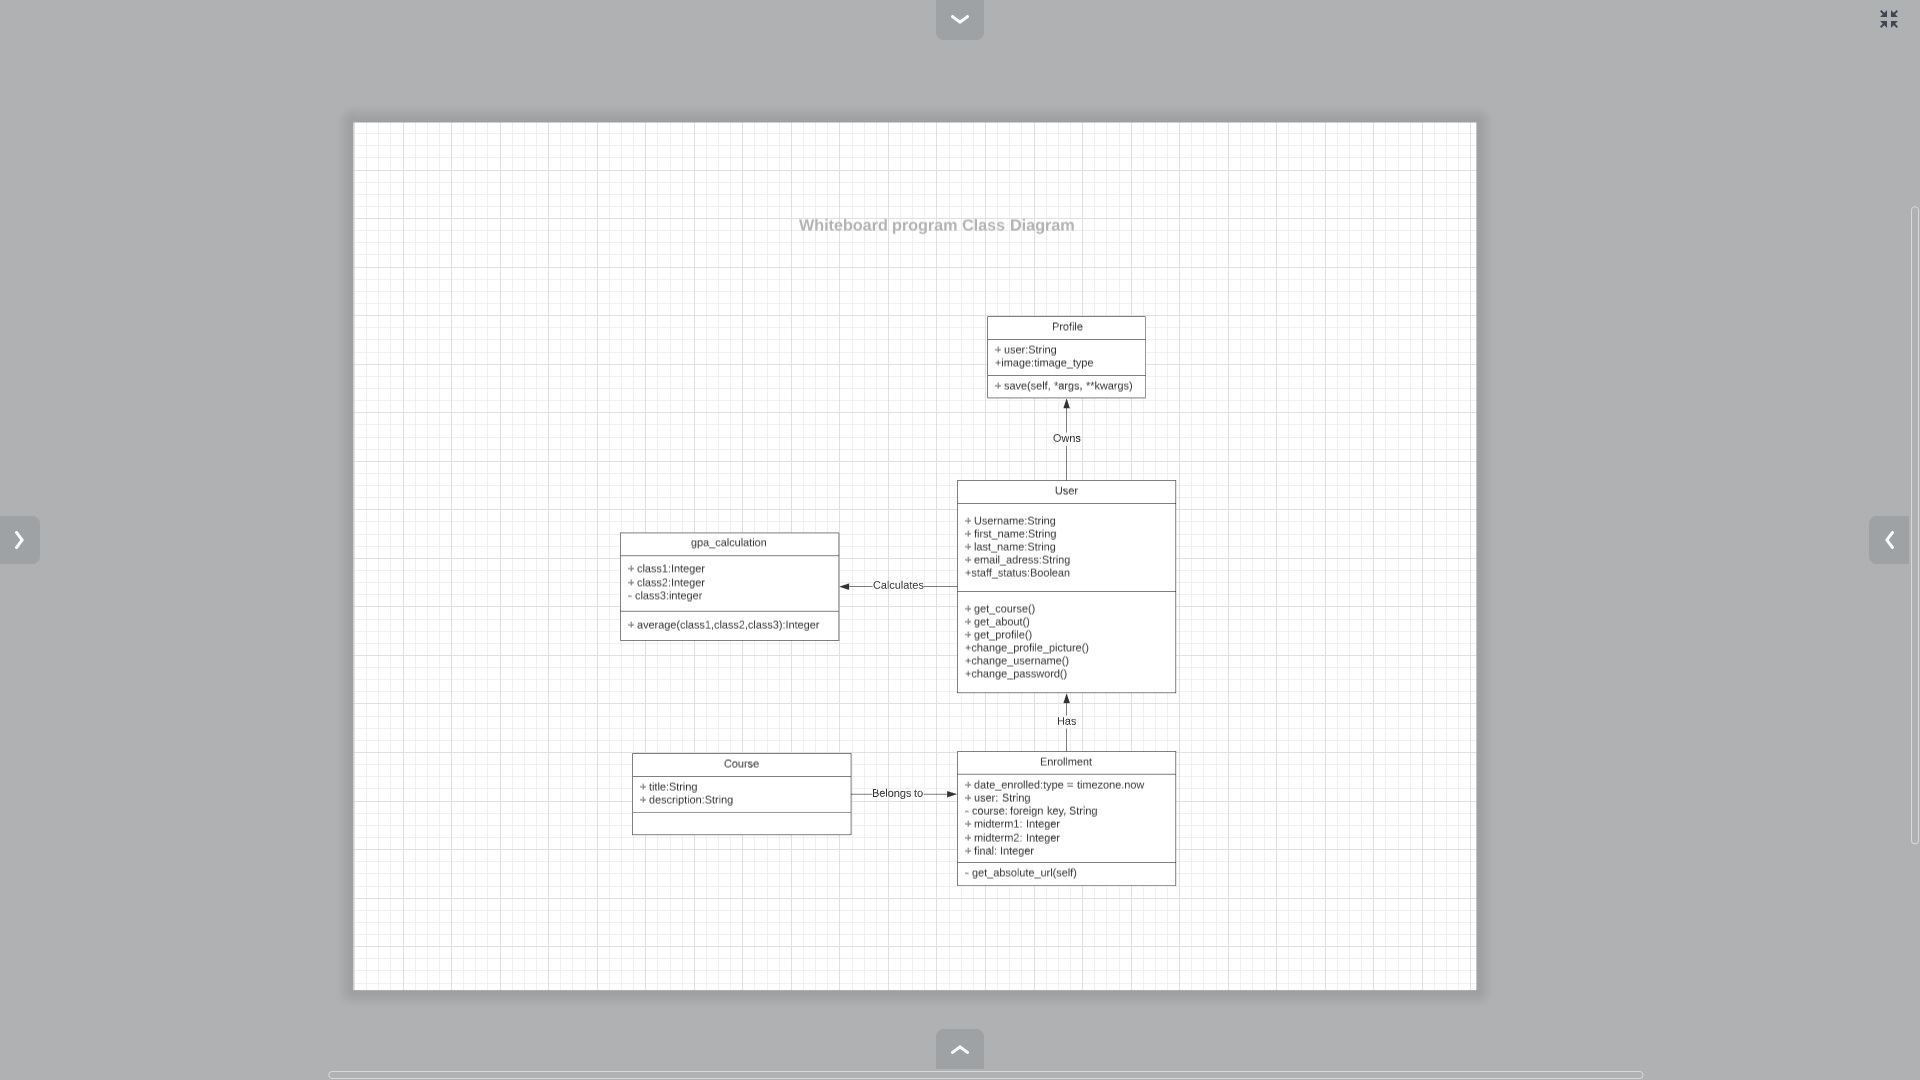 Whiteboard program Class Diagram
Profile
+ user:String
+image:timage_type
+ save(self, *args, **kwargs)
Owns
User
+ Username:String
+ first_name:String
+ last_name:String
+ email_adress:String
+staff_status:Boolean
+ get_course()
+ get_about()
+ get_profile()
+change_profile_picture()
+change_username()
+change_password()
gpa_calculation
+ class1:Integer
+ class2:Integer
- class3:integer
+ average(class1,class2,class3):Integer
Calculates
Has
Course
+ title:String
+ description:String
Belongs to
Enrollment
+ date_enrolled:type = timezone.now
+ user: String
- course: foreign key, String
+ midterm1: Integer
+ midterm2: Integer
+ final: Integer
- get_absolute_url(self)